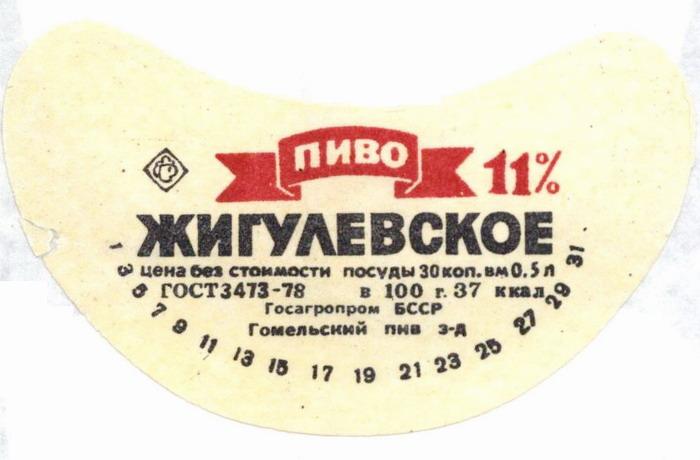 ПИВО
11%
ЖИГУЛЕВСКОЕ
цена без стоимости посуды 30 коп. вм 0.5 л
ГОСТ 3473-78 в 100 г. 37 ккал
Госагропром БССР
Гомельский пив з-д
1 3 5 7 9 11 13 15 17 19 21 23 25 27 29 31